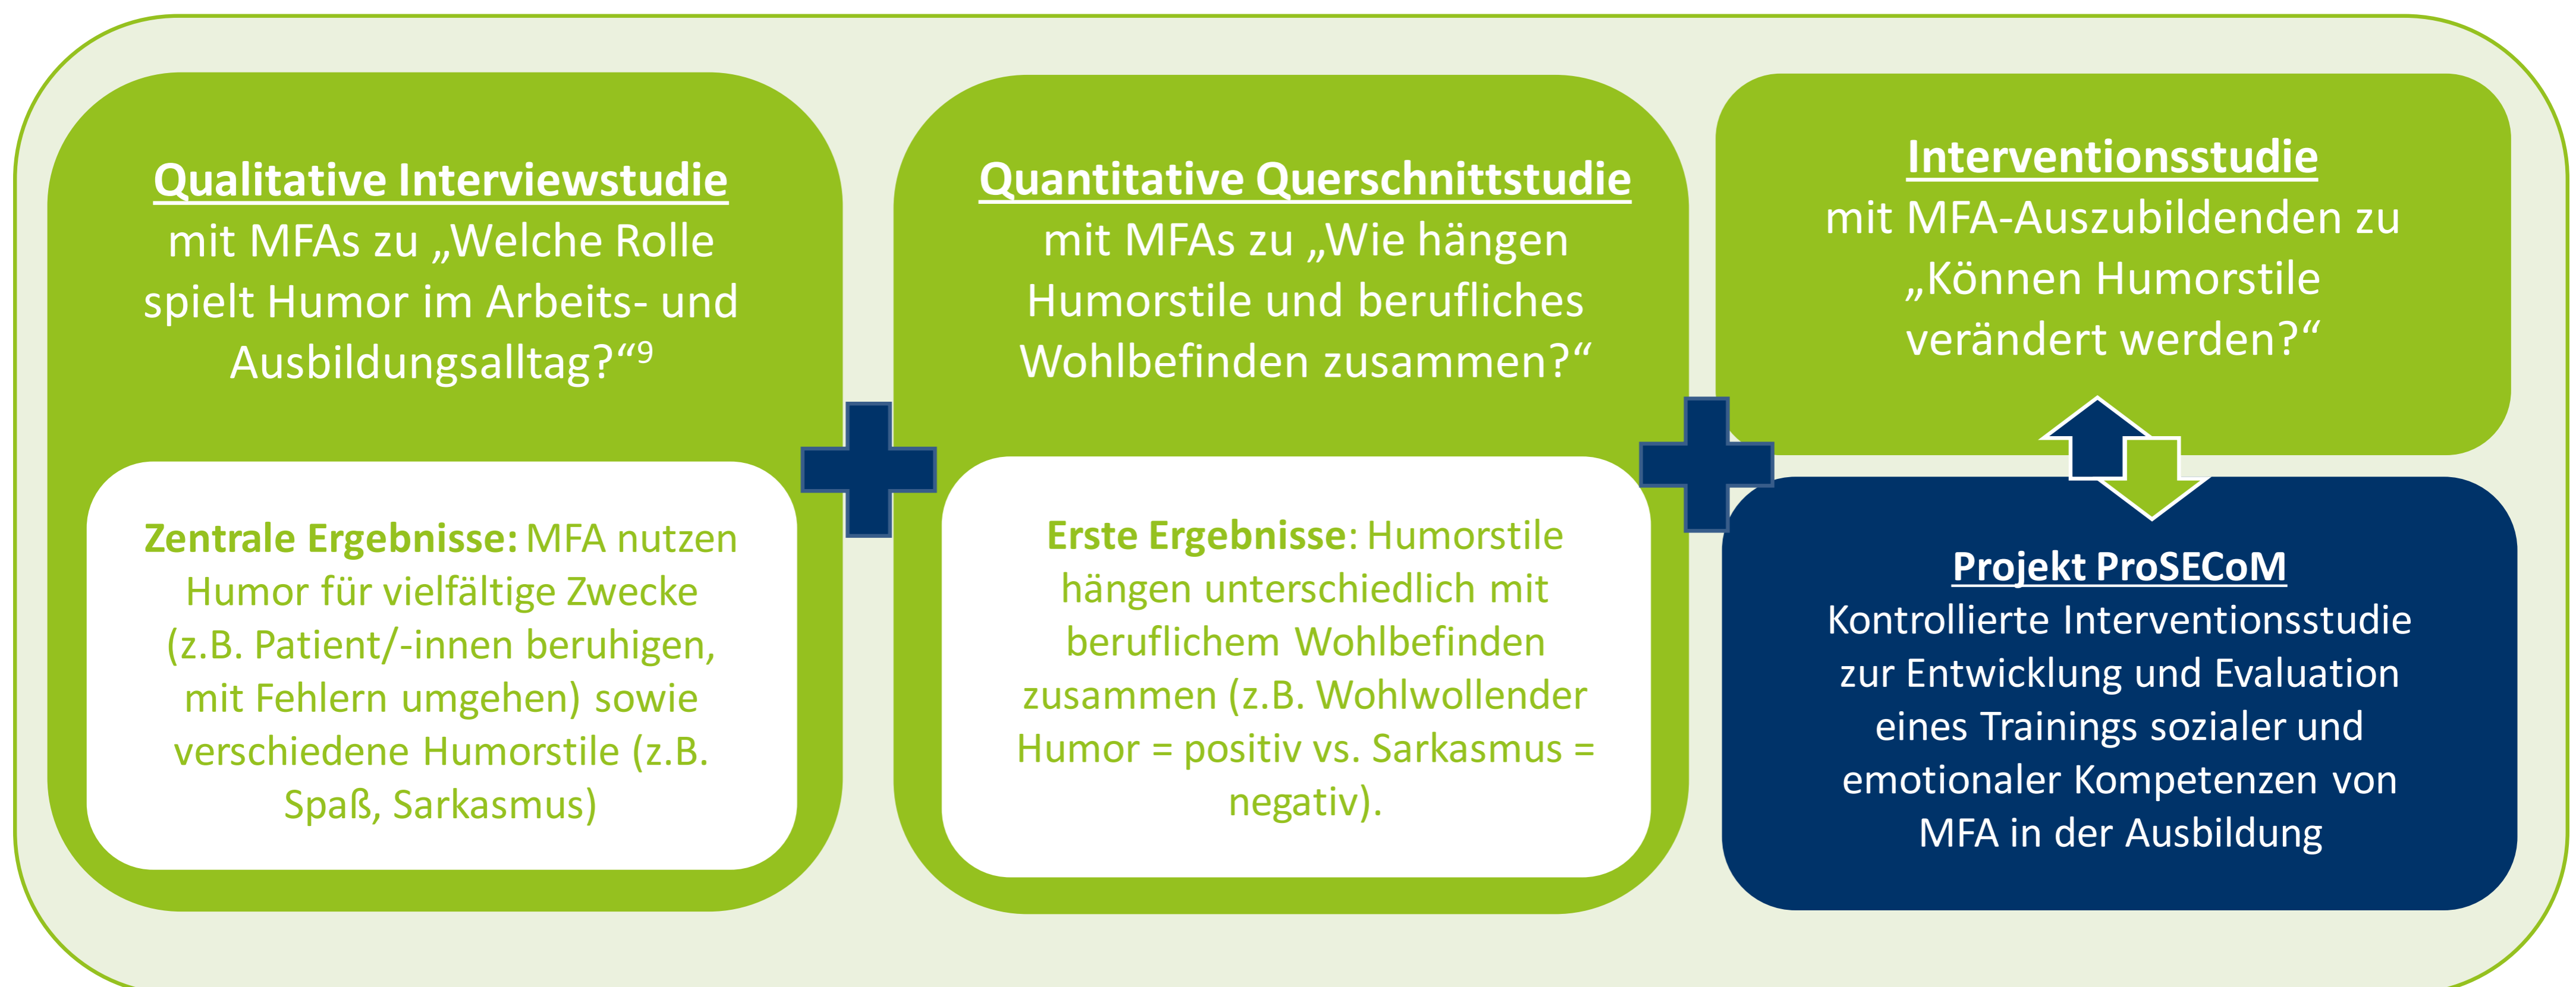 Qualitative Interviewstudie
mit MFAs zu „Welche Rolle
spielt Humor im Arbeits- und
Ausbildungsalltag?“⁹
Zentrale Ergebnisse: MFA nutzen
Humor für vielfältige Zwecke
(z.B. Patient/-innen beruhigen,
mit Fehlern umgehen) sowie
verschiedene Humorstile (z.B.
Spaß, Sarkasmus)
Quantitative Querschnittstudie
mit MFAs zu „Wie hängen
Humorstile und berufliches
Wohlbefinden zusammen?“
Erste Ergebnisse: Humorstile
hängen unterschiedlich mit
beruflichem Wohlbefinden
zusammen (z.B. Wohlwollender
Humor = positiv vs. Sarkasmus =
negativ).
Interventionsstudie
mit MFA-Auszubildenden zu
„Können Humorstile
verändert werden?“
Projekt ProSECoM
Kontrollierte Interventionsstudie
zur Entwicklung und Evaluation
eines Trainings sozialer und
emotionaler Kompetenzen von
MFA in der Ausbildung